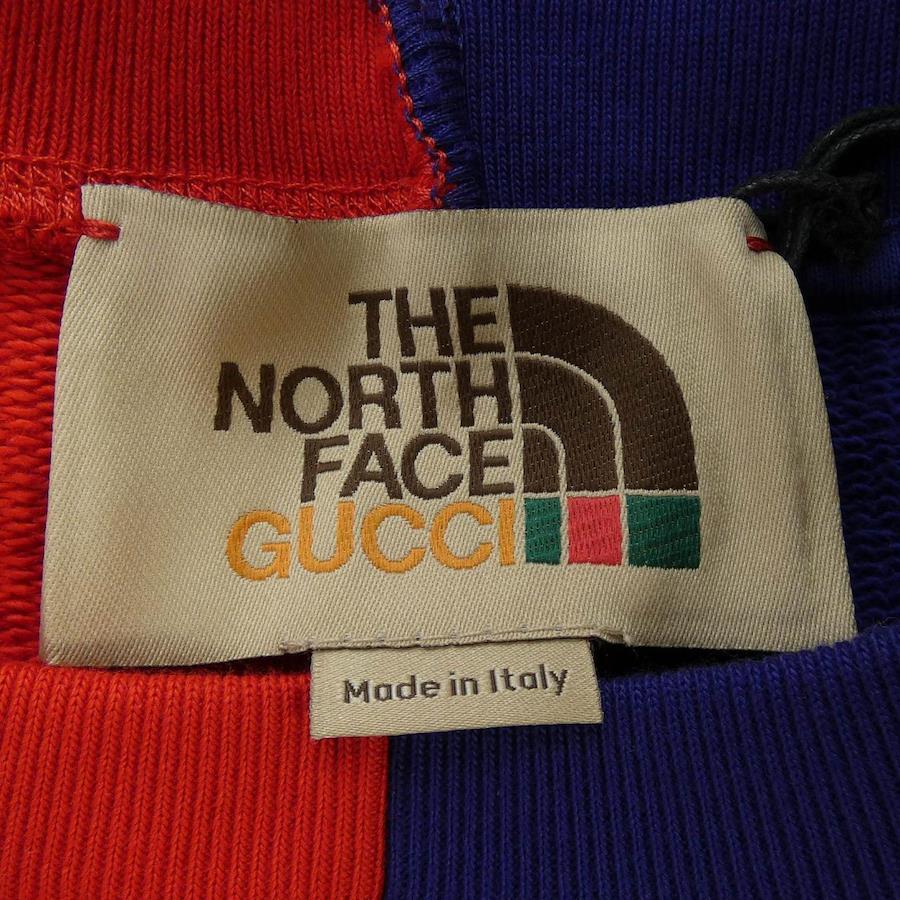 THE
NORTH
FACE
GUCCI
Made in Italy